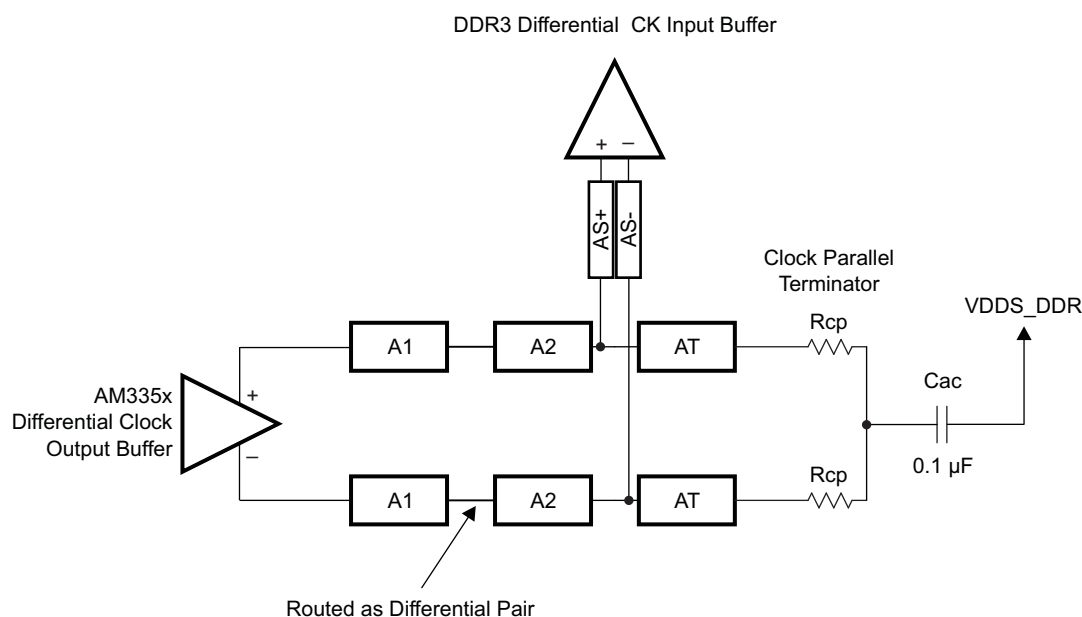 DDR3 Differential CK Input Buffer
+ –
AS+
AS-
Clock Parallel
Terminator
VDDS_DDR
Rcp
A1
A2
AT
Cac
AM335x
Differential Clock
Output Buffer
+
–
0.1 µF
Rcp
A1
A2
AT
Routed as Differential Pair